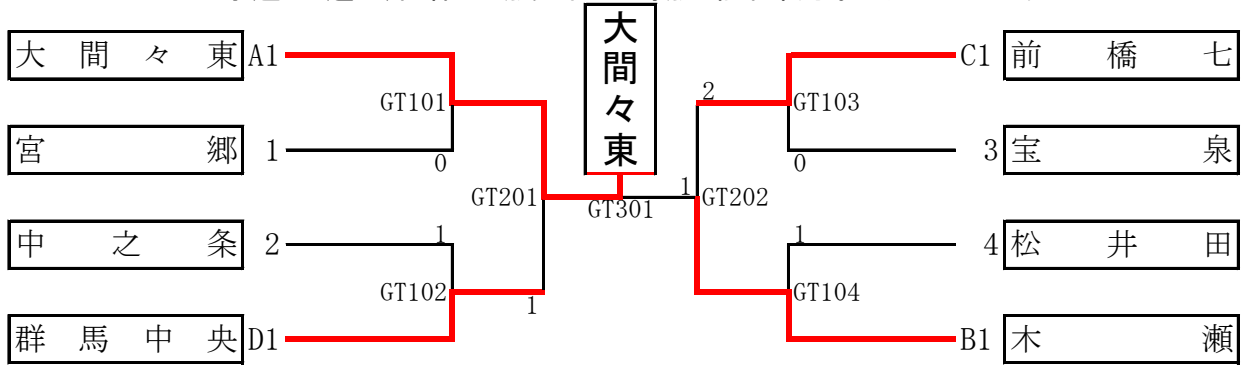 大間々東
大間々東 A1
C1 前橋七
2
GT101
GT103
宮郷 1
0
0
3 宝泉
GT201
GT301
1
GT202
中之条 2
1
1
4 松井田
GT102
1
GT104
群馬中央 D1
B1 木瀬